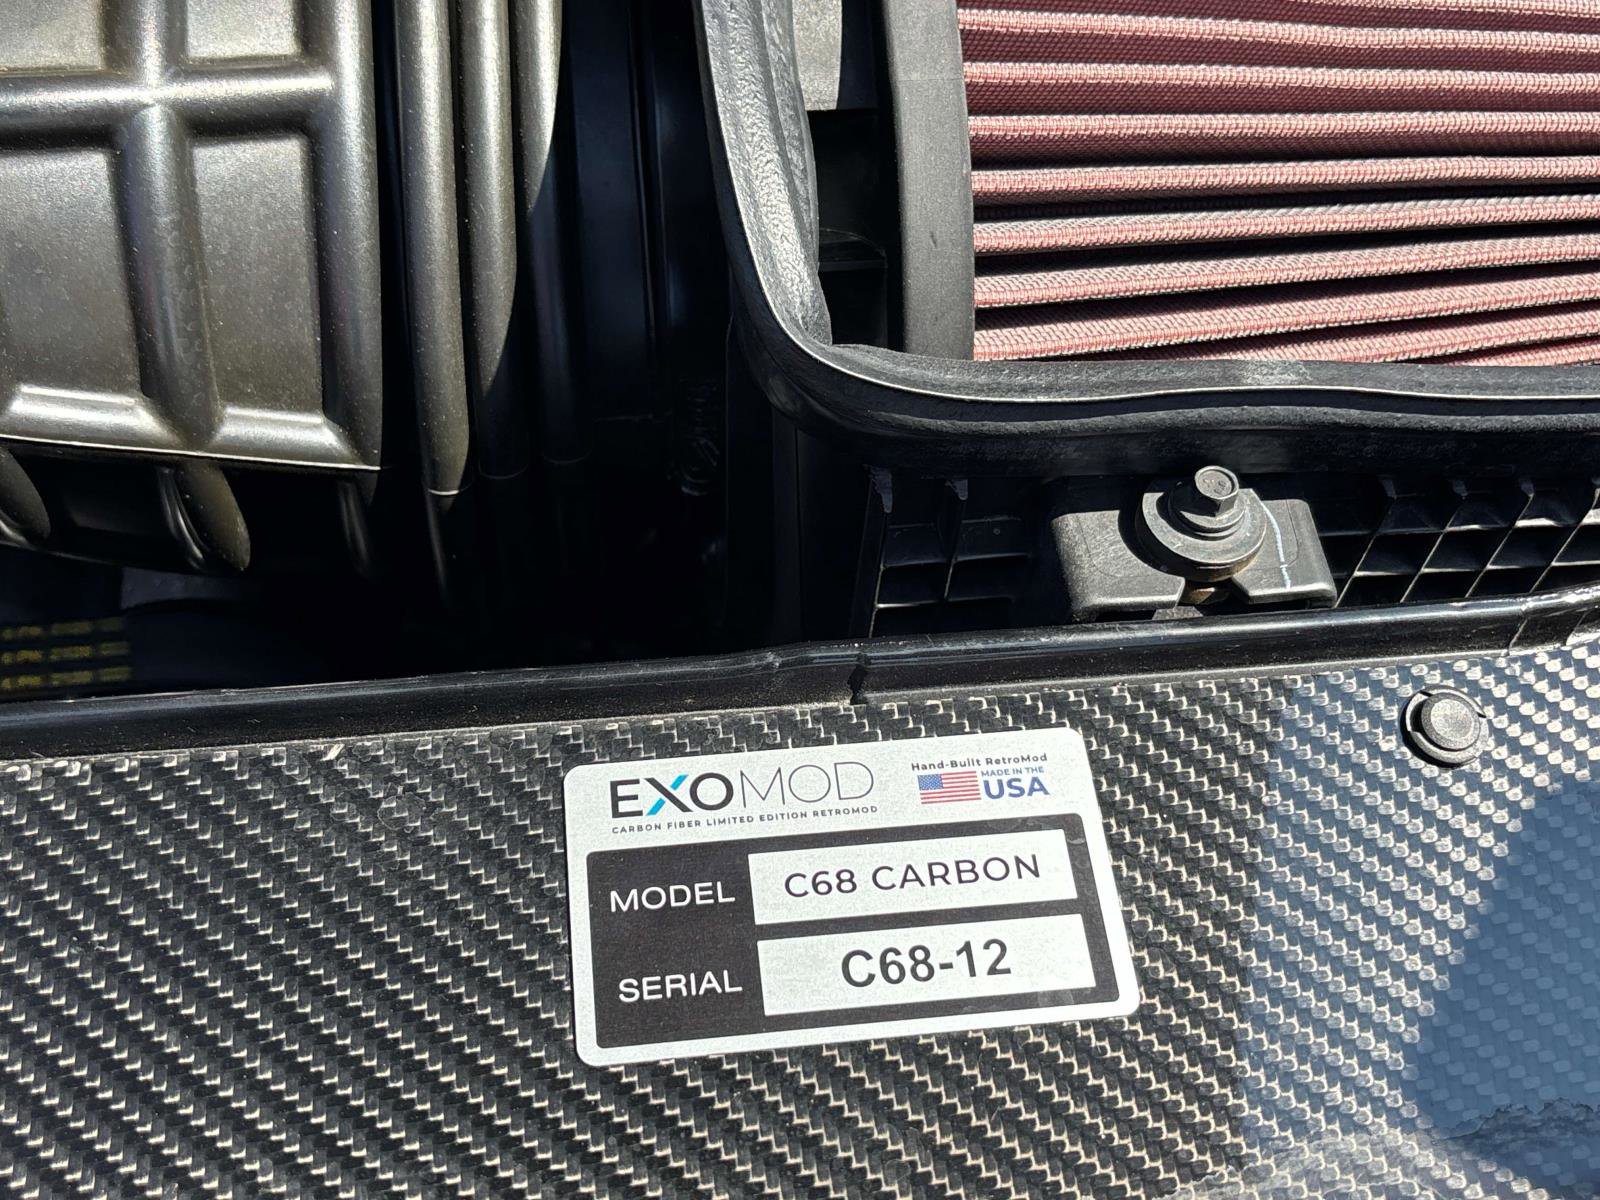 EXOMOD
CARBON FIBER LIMITED EDITION RETROMOD
Hand-Built RetroMod
MADE IN THE
USA
MODEL
C68 CARBON
SERIAL
C68-12